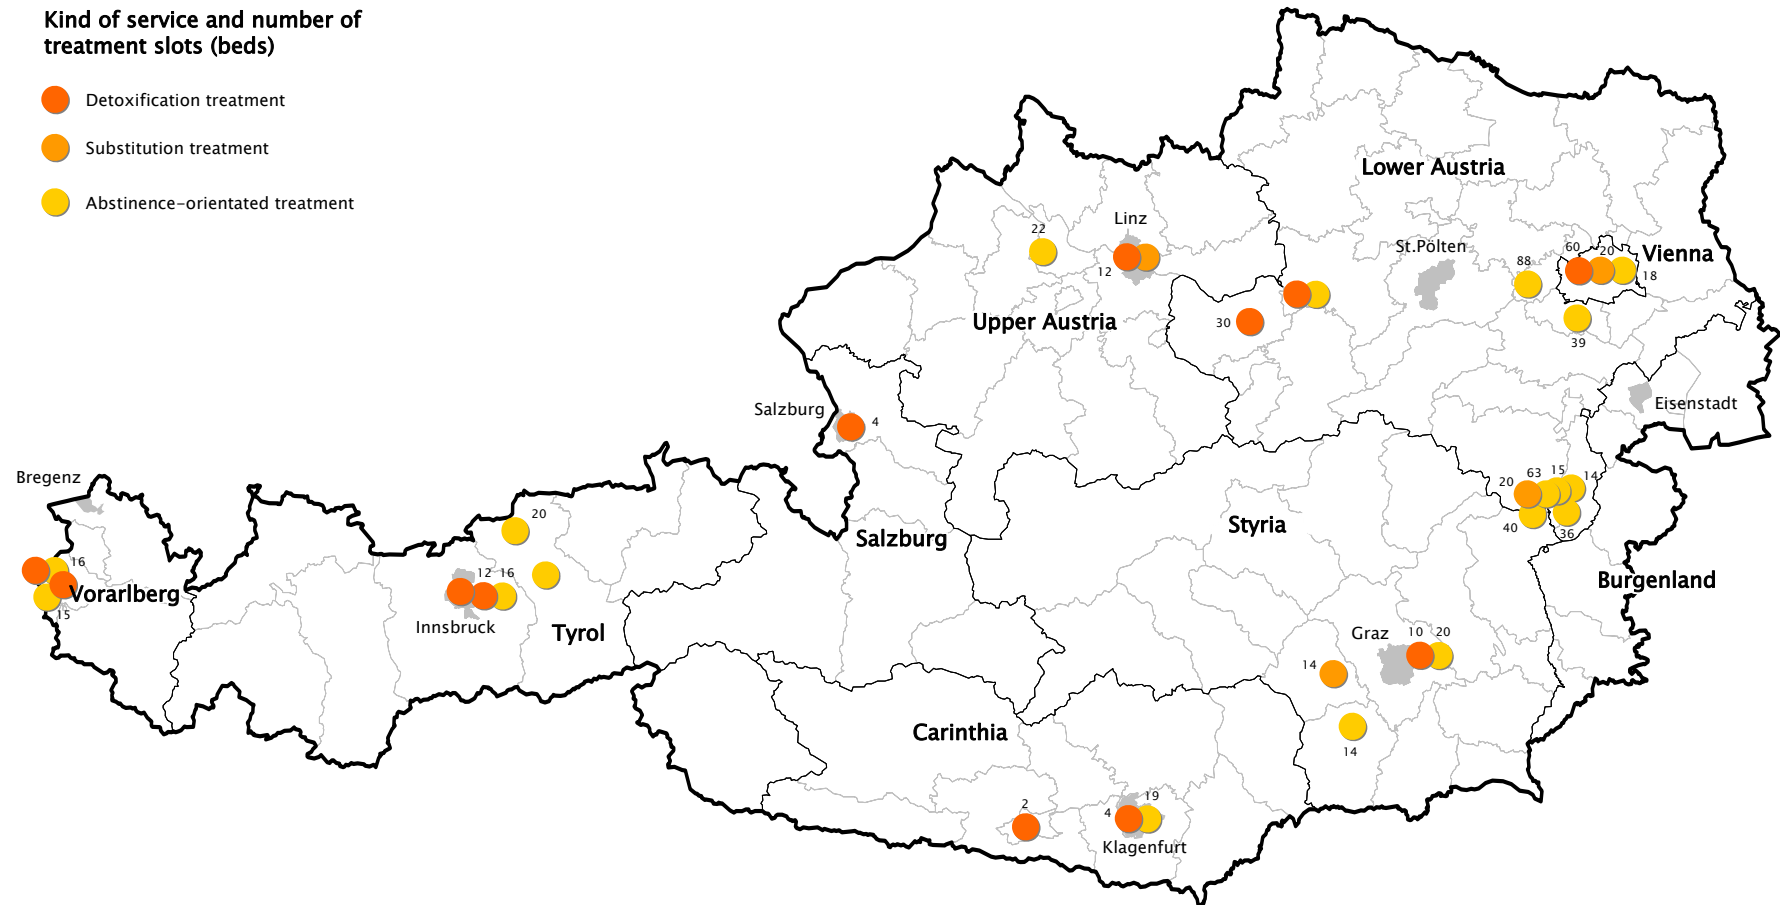 Kind of service and number of
treatment slots (beds)
Detoxification treatment
Substitution treatment
Abstinence-orientated treatment
Lower Austria
Linz
22
12
St.Pölten
88
60
20
Vienna
18
Upper Austria
30
39
Salzburg
4
Eisenstadt
Bregenz
20
63
15
14
40
36
20
Styria
Salzburg
16
Vorarlberg
15
12
16
Innsbruck
Tyrol
Burgenland
Graz
10
20
14
14
Carinthia
2
4
19
Klagenfurt